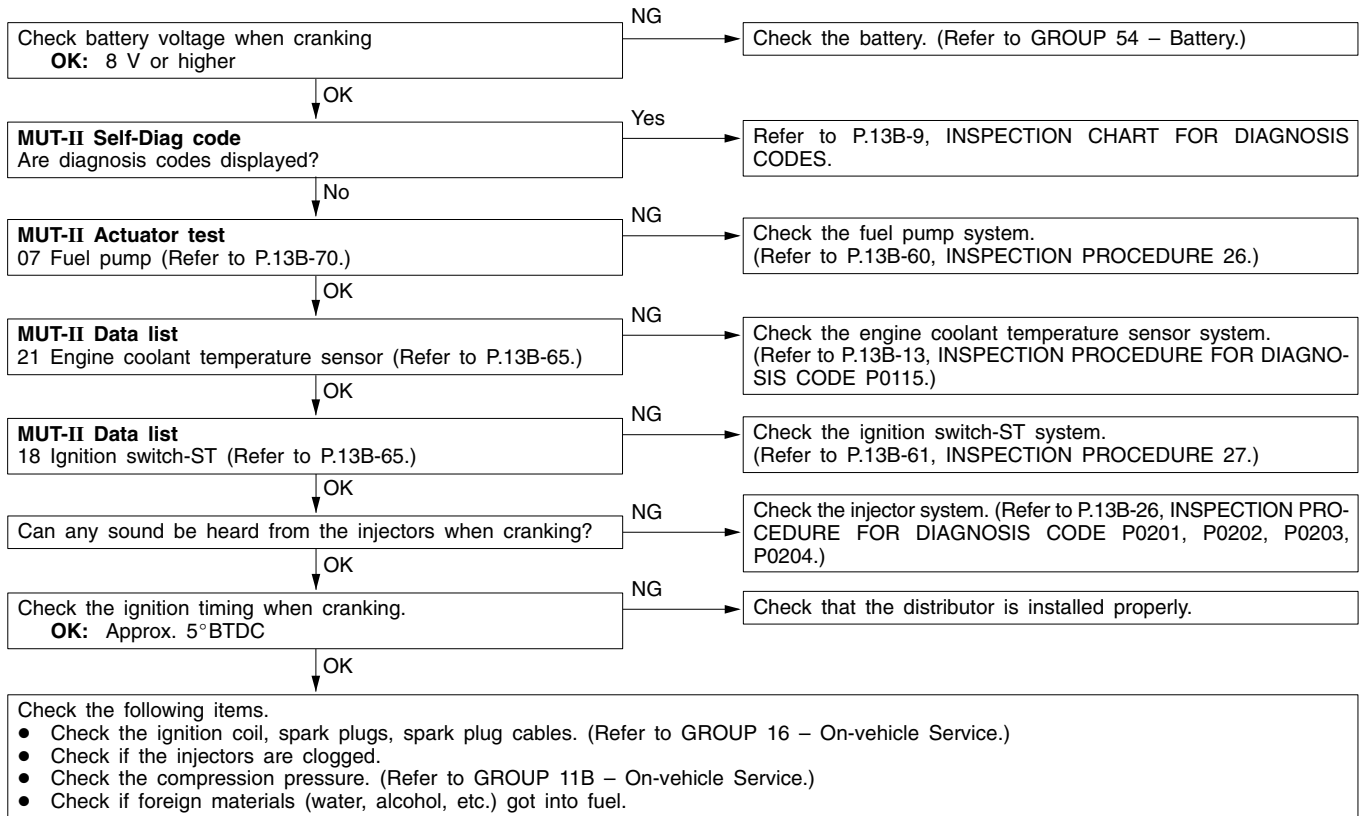 NG
Check battery voltage when cranking
OK: 8 V or higher
Check the battery. (Refer to GROUP 54 – Battery.)
OK
MUT-II Self-Diag code
Are diagnosis codes displayed?
Yes
Refer to P.13B-9, INSPECTION CHART FOR DIAGNOSIS
CODES.
No
MUT-II Actuator test
07 Fuel pump (Refer to P.13B-70.)
NG
Check the fuel pump system.
(Refer to P.13B-60, INSPECTION PROCEDURE 26.)
OK
MUT-II Data list
21 Engine coolant temperature sensor (Refer to P.13B-65.)
NG
Check the engine coolant temperature sensor system.
(Refer to P.13B-13, INSPECTION PROCEDURE FOR DIAGNO-
SIS CODE P0115.)
OK
MUT-II Data list
18 Ignition switch-ST (Refer to P.13B-65.)
NG
Check the ignition switch-ST system.
(Refer to P.13B-61, INSPECTION PROCEDURE 27.)
OK
Can any sound be heard from the injectors when cranking?
NG
Check the injector system. (Refer to P.13B-26, INSPECTION PRO-
CEDURE FOR DIAGNOSIS CODE P0201, P0202, P0203,
P0204.)
OK
Check the ignition timing when cranking.
OK: Approx. 5°BTDC
NG
Check that the distributor is installed properly.
OK
Check the following items.
● Check the ignition coil, spark plugs, spark plug cables. (Refer to GROUP 16 – On-vehicle Service.)
● Check if the injectors are clogged.
● Check the compression pressure. (Refer to GROUP 11B – On-vehicle Service.)
● Check if foreign materials (water, alcohol, etc.) got into fuel.